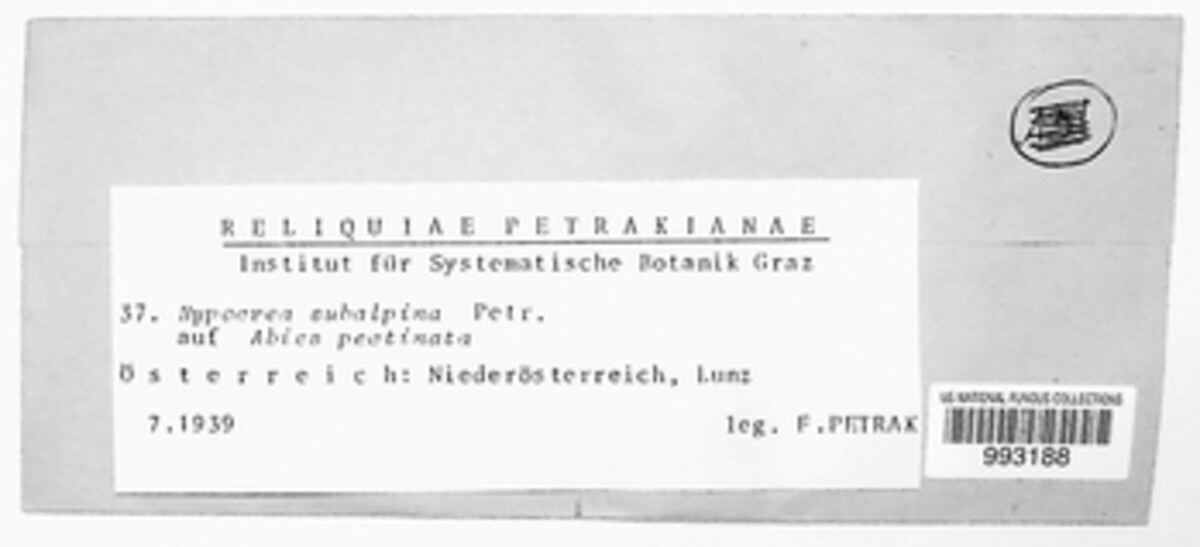 RELIQUIAE PETRAKIANAE
Institut für Systematische Botanik Graz
37. Hypocrea subalpina Petr.
auf Abies pectinata
Österreich: Niederösterreich, Lunz
7.1939 leg. F.PETRAK
US NATIONAL FUNGUS COLLECTIONS
993188